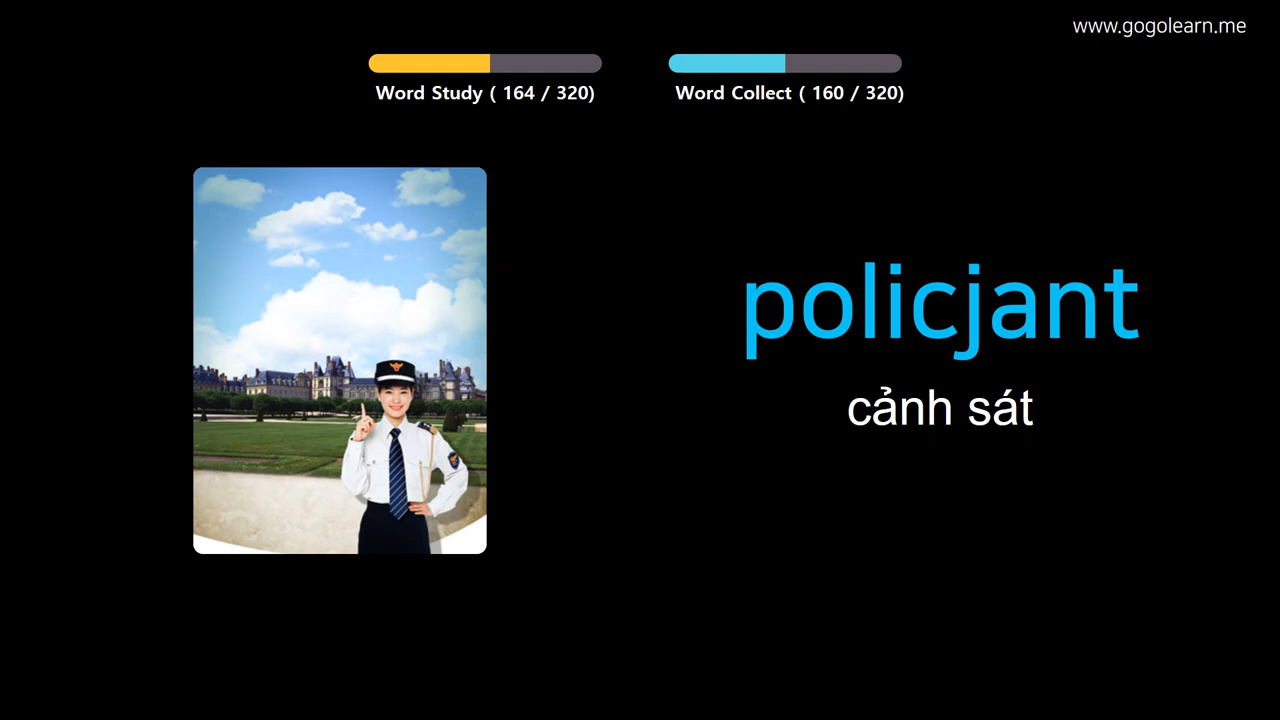 www.gogolearn.me
Word Study ( 164 / 320)
Word Collect ( 160 / 320)
policjant
cảnh sát